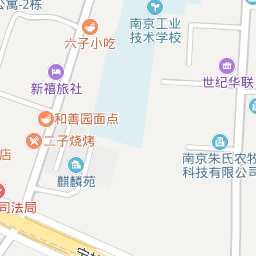 公寓-2栋
南京工业
技术学校
六子小吃
世纪华联
新禧旅社
和善园面点
二子烧烤
店
南京朱氏农牧
科技有限公司
麒麟苑
司法局